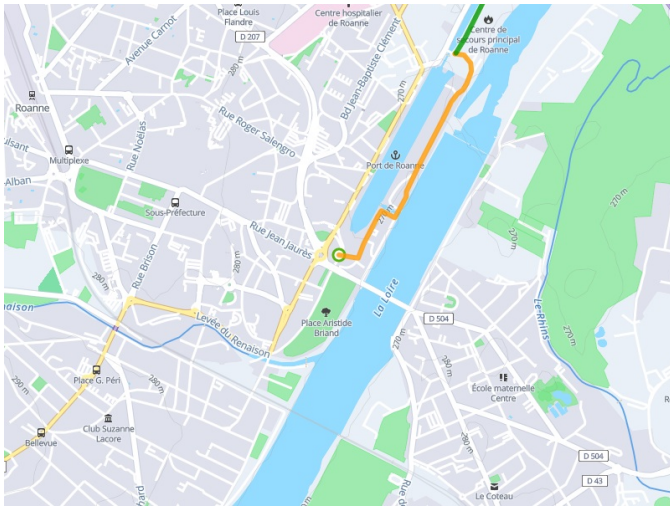 Place Louis
Flandre
Centre hospitalier
de Roanne
D 207
Avenue Carnot
280 m
Bd Jean-Baptiste Clément
270 m
Centre de
Secours principal
de Roanne
Roanne
Rue Noëlas
Rue Roger Salengro
Multiplexe
Port de Roanne
-Alban
Sous-Préfecture
270 m
270 m
Rue Jean Jaurès
270 m
Rue Brison
280 m
La Loire
Le Rhins
Levée du Renaison
Place Aristide
Briand
D 504
270 m
270 m
280 m
Place G. Péri
280 m
290 m
École maternelle
Centre
Club Suzanne
Lacore
Bellevue
280 m
D 504
D 43
Le Coteau